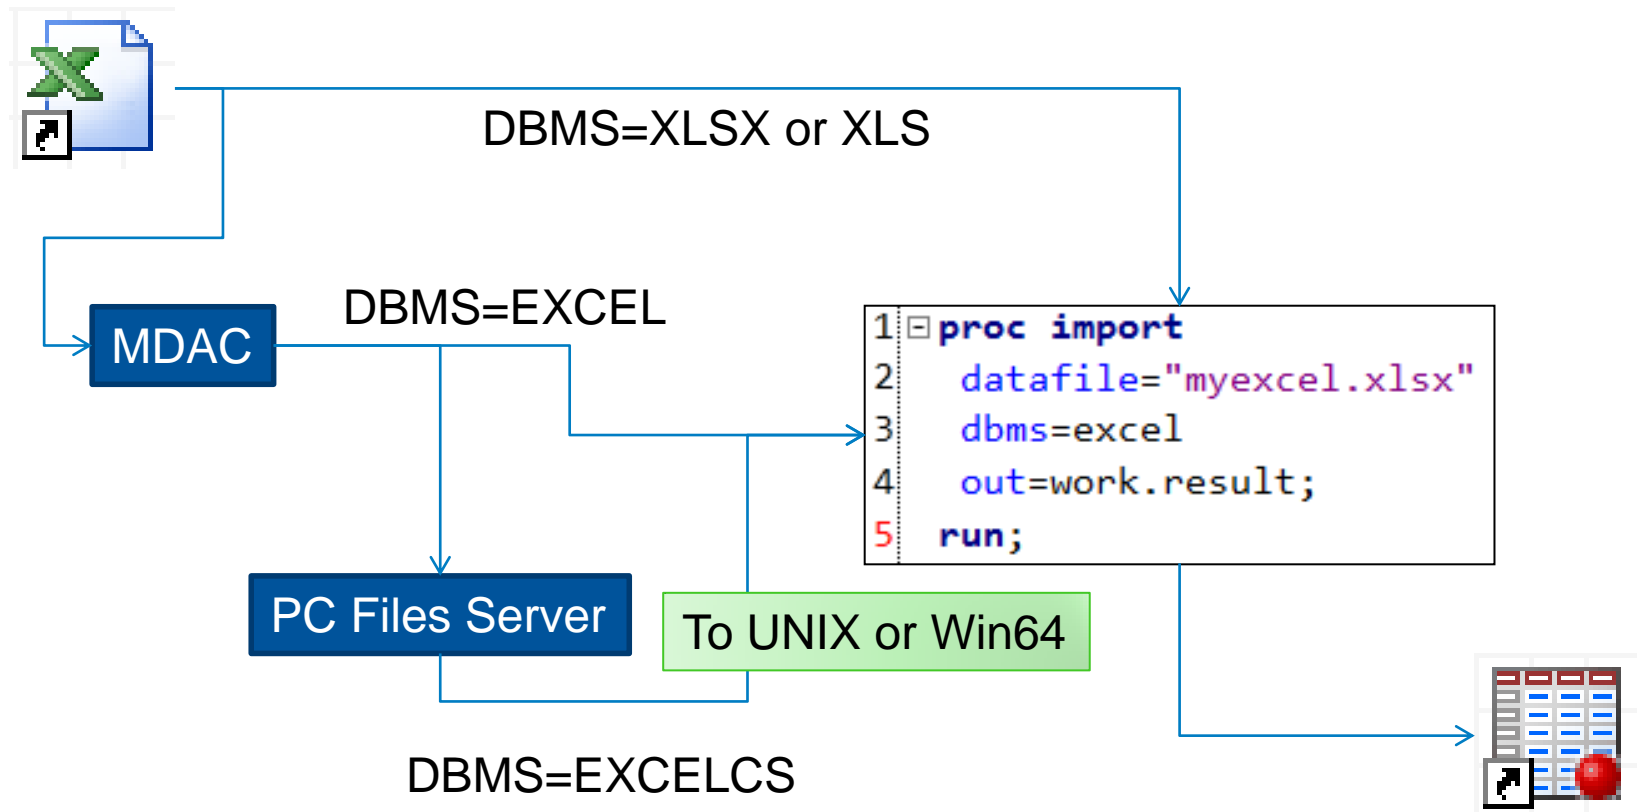 DBMS=XLSX or XLS
DBMS=EXCEL
MDAC
1 proc import
2 datafile="myexcel.xlsx"
3 dbms=excel
4 out=work.result;
5 run;
PC Files Server
To UNIX or Win64
DBMS=EXCELCS